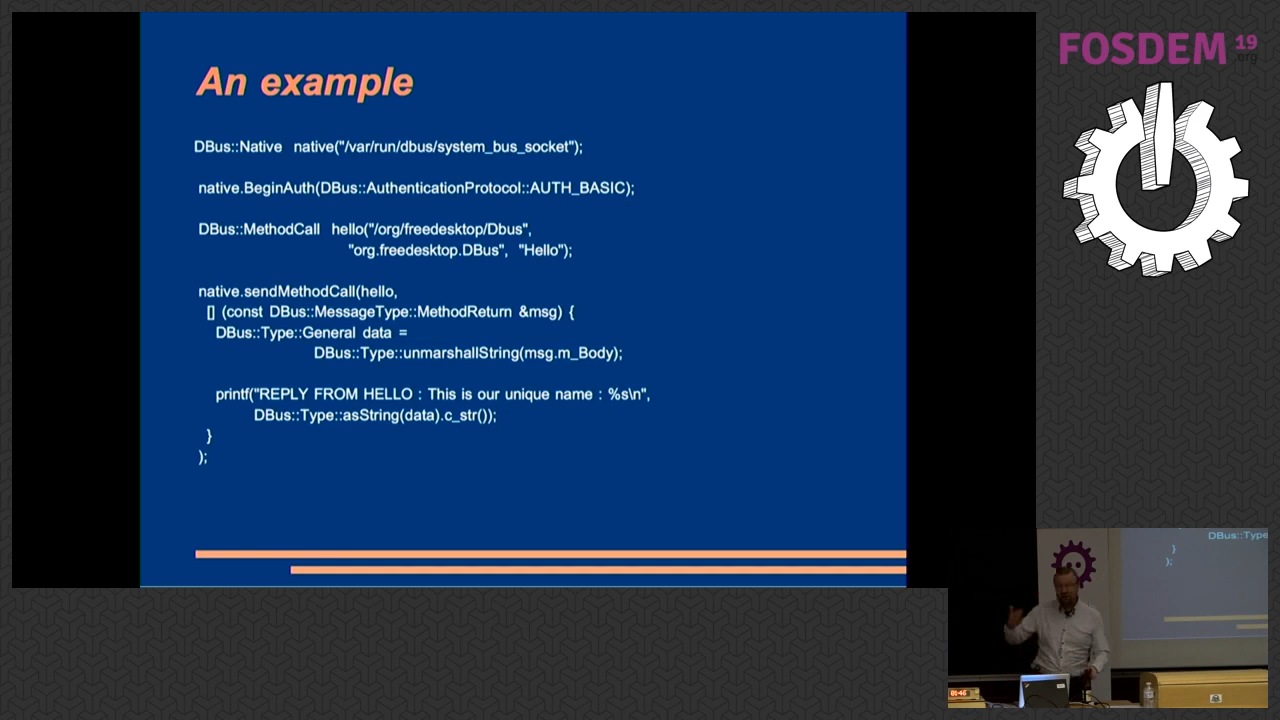 An example
DBus::Native native("/var/run/dbus/system_bus_socket");
native.BeginAuth(DBus::AuthenticationProtocol::AUTH_BASIC);
DBus::MethodCall hello("/org/freedesktop/Dbus",
"org.freedesktop.DBus", "Hello");
native.sendMethodCall(hello,
[] (const DBus::MessageType::MethodReturn &msg) {
DBus::Type::General data =
DBus::Type::unmarshallString(msg.m_Body);
printf("REPLY FROM HELLO : This is our unique name : %s\n",
DBus::Type::asString(data).c_str());
}
);
FOSDEM 19
.org
DBus::Type
}
);
01:46